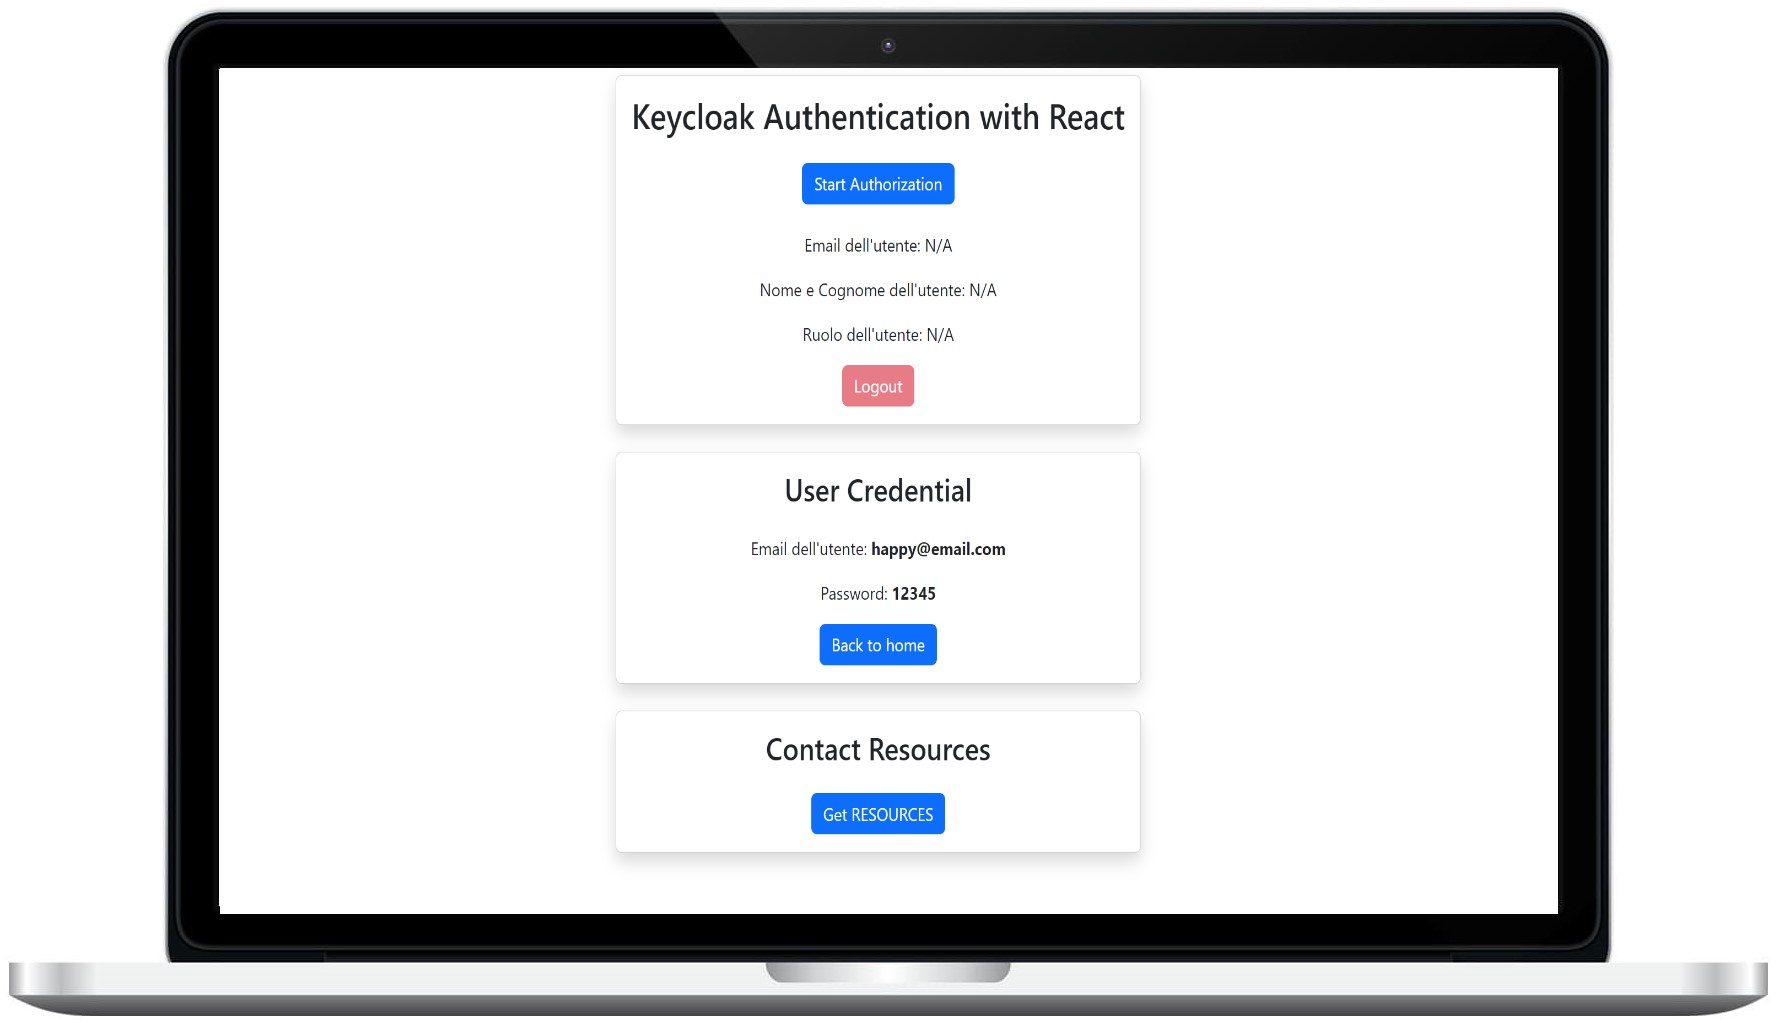 Keycloak Authentication with React
Start Authorization
Email dell'utente: N/A
Nome e Cognome dell'utente: N/A
Ruolo dell'utente: N/A
Logout
User Credential
Email dell'utente: happy@email.com
Password: 12345
Back to home
Contact Resources
Get RESOURCES